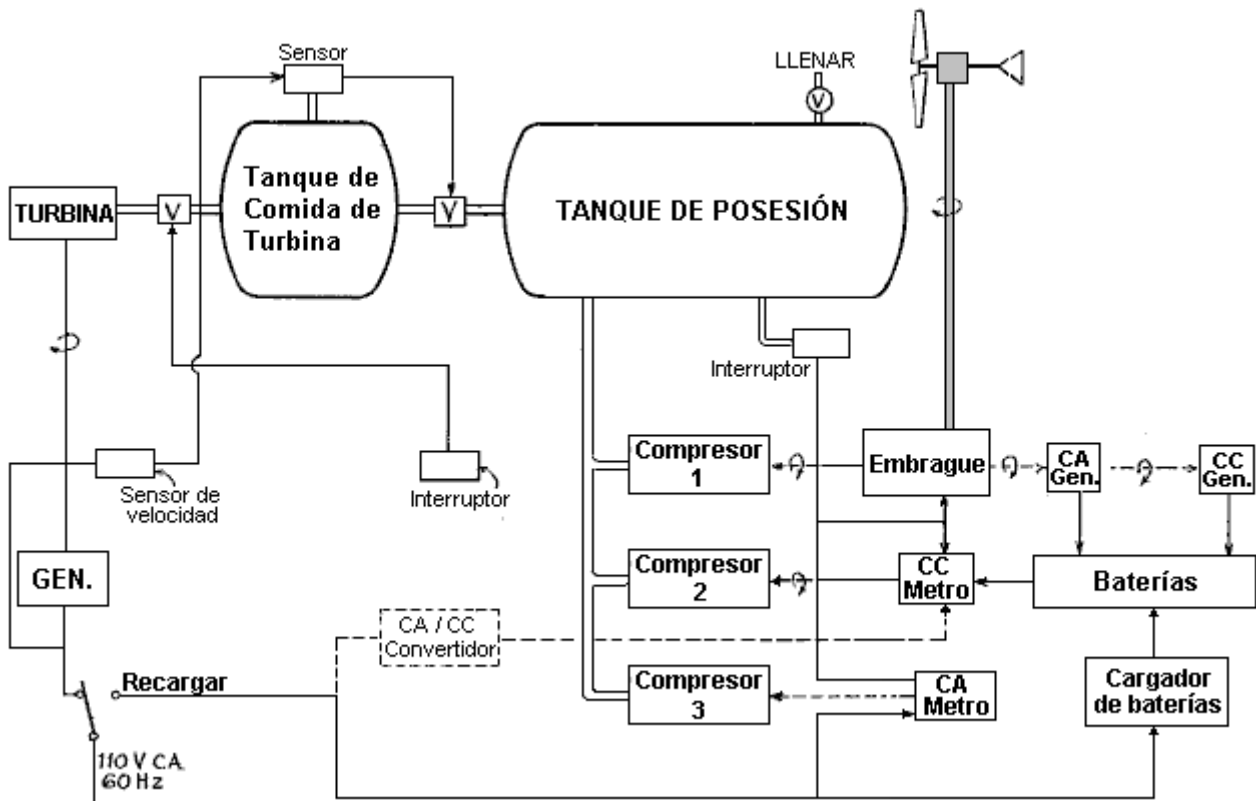 Sensor
LLENAR
V
TURBINA
V
Tanque de
Comida de
Turbina
V
TANQUE DE POSESIÓN
Interruptor
Compresor
1
Embrague
CA
Gen.
CC
Gen.
Sensor de
velocidad
Interruptor
GEN.
Compresor
2
CC
Metro
Baterías
CA / CC
Convertidor
Recargar
Compresor
3
CA
Metro
Cargador
de baterías
110 V CA.
60 Hz